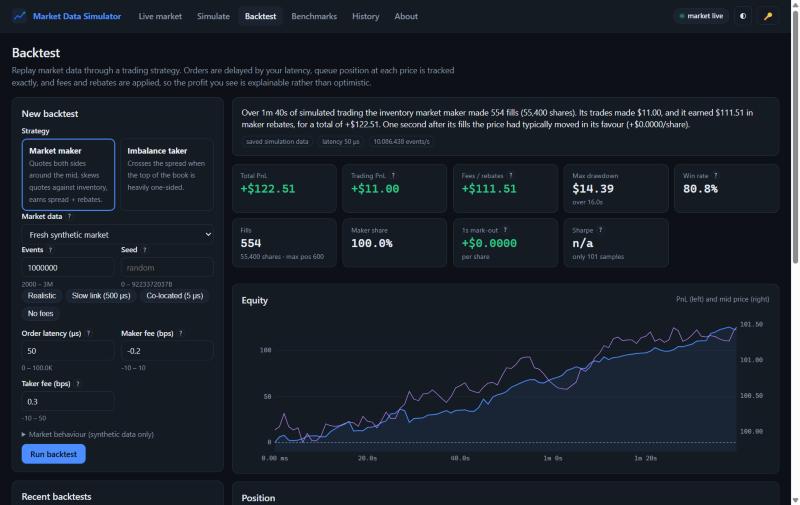 Market Data Simulator
Live market
Simulate
Backtest
Benchmarks
History
About
market live
Backtest
Replay market data through a trading strategy. Orders are delayed by your latency, queue position at each price is tracked
exactly, and fees and rebates are applied, so the profit you see is explainable rather than optimistic.
New backtest
Strategy
Market maker
Quotes both sides
around the mid, skews
quotes against inventory,
earns spread + rebates.
Imbalance taker
Crosses the spread when
the top of the book is
heavily one-sided.
Market data ?
Fresh synthetic market
Events ?
Seed ?
1000000
random
2000 – 3M
0 – 9223372037B
Realistic
Slow link (500 µs)
Co-located (5 µs)
No fees
Order latency (µs) ?
Maker fee (bps) ?
50
-0.2
0 – 100.0K
-10 – 10
Taker fee (bps) ?
0.3
-10 – 50
▶ Market behaviour (synthetic data only)
Run backtest
Recent backtests
Over 1m 40s of simulated trading the inventory market maker made 554 fills (55,400 shares). Its trades made $11.00, and it earned $111.51 in
maker rebates, for a total of +$122.51. One second after its fills the price had typically moved in its favour (+$0.0000/share).
saved simulation data
latency 50 µs
10,086,438 events/s
Total PnL
+$122.51
Trading PnL ?
+$11.00
Fees / rebates ?
+$111.51
Max drawdown
$14.39
over 16.0s
Win rate ?
80.8%
Fills
554
55,400 shares · max pos 600
Maker share
100.0%
1s mark-out ?
+$0.0000
per share
Sharpe ?
n/a
only 101 samples
Equity
PnL (left) and mid price (right)
100
50
0
101.50
101.00
100.50
100.00
0.00 ms
20.0s
40.0s
1m 0s
1m 20s
Position